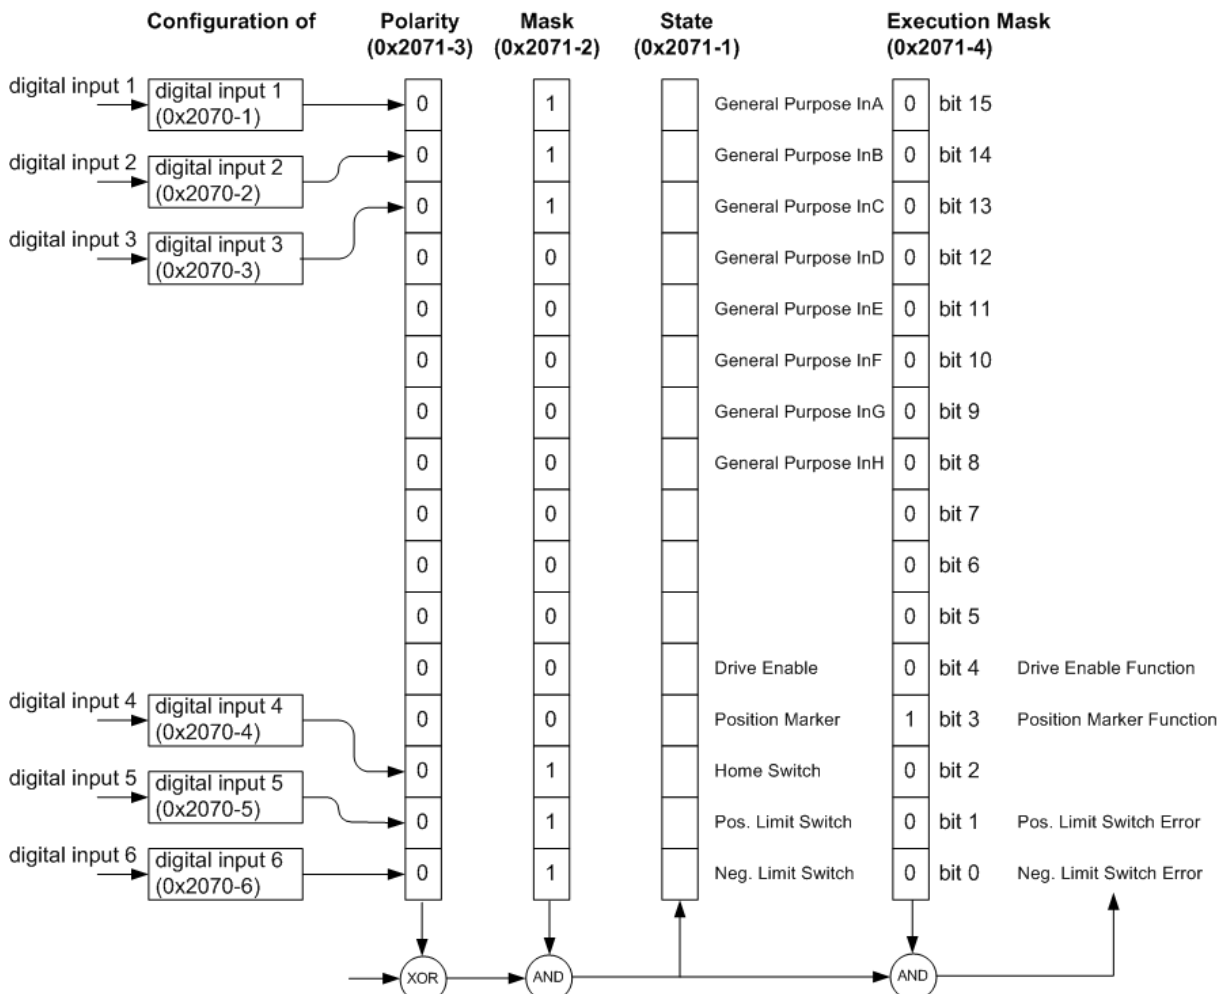 Configuration of Polarity Mask State Execution Mask
(0x2071-3) (0x2071-2) (0x2071-1) (0x2071-4)
digital input 1 digital input 1
(0x2070-1) 0 1 General Purpose InA 0 bit 15
digital input 2 digital input 2
(0x2070-2) 0 1 General Purpose InB 0 bit 14
digital input 3 digital input 3
(0x2070-3) 0 1 General Purpose InC 0 bit 13
0 0 General Purpose InD 0 bit 12
0 0 General Purpose InE 0 bit 11
0 0 General Purpose InF 0 bit 10
0 0 General Purpose InG 0 bit 9
0 0 General Purpose InH 0 bit 8
0 0 0 bit 7
0 0 0 bit 6
0 0 0 bit 5
0 0 Drive Enable 0 bit 4 Drive Enable Function
digital input 4 digital input 4
(0x2070-4) 0 0 Position Marker 1 bit 3 Position Marker Function
0 1 Home Switch 0 bit 2
digital input 5 digital input 5
(0x2070-5) 0 1 Pos. Limit Switch 0 bit 1 Pos. Limit Switch Error
digital input 6 digital input 6
(0x2070-6) 0 1 Neg. Limit Switch 0 bit 0 Neg. Limit Switch Error
XOR AND AND